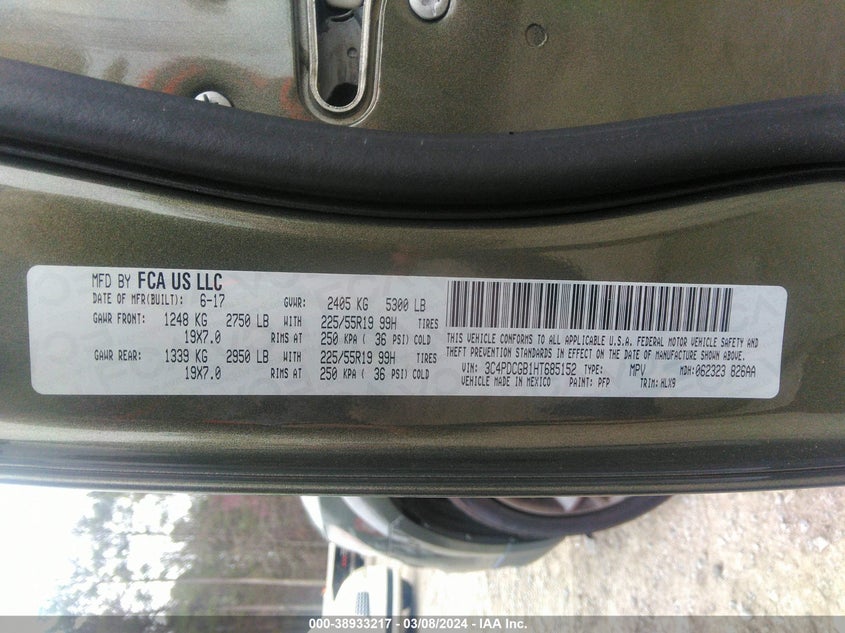 MFD BY FCA US LLC
DATE OF MFR(BUILT): 6-17 GVWR: 2405 KG 5300 LB
GAWR FRONT: 1248 KG 2750 LB WITH 225/55R19 99H TIRES
19X7.0 RIMS AT 250 KPA ( 36 PSI) COLD
GAWR REAR: 1339 KG 2950 LB WITH 225/55R19 99H TIRES
19X7.0 RIMS AT 250 KPA ( 36 PSI) COLD
THIS VEHICLE CONFORMS TO ALL APPLICABLE U.S.A. FEDERAL MOTOR VEHICLE SAFETY AND
THEFT PREVENTION STANDARDS IN EFFECT ON THE DATE OF MANUFACTURE SHOWN ABOVE.
VIN: 3C4PDCGB1HT685152 TYPE: MPV MDH: 062323 826AA
MADE IN MEXICO PAINT: PFP TRIM: HLX9
000-38933217 - 03/08/2024 - IAA Inc.